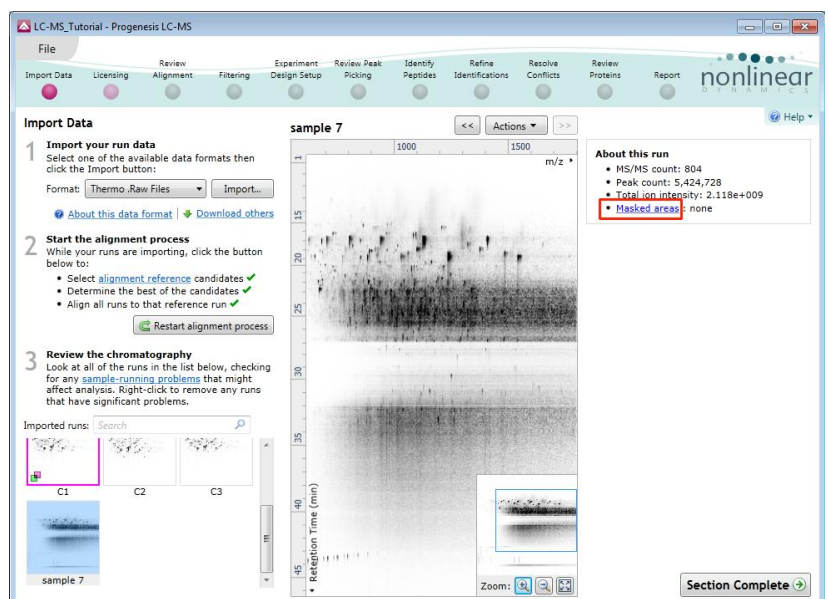 LC-MS_Tutorial - Progenesis LC-MS
File
Import Data
Licensing
Review Alignment
Filtering
Experiment Design Setup
Review Peak Picking
Identify Peptides
Refine Identifications
Resolve Conflicts
Review Proteins
Report
nonlinear
DYNAMICS
Help
Import Data
1 Import your run data
Select one of the available data formats then
click the Import button:
Format: Thermo .Raw Files Import...
About this data format | Download others
2 Start the alignment process
While your runs are importing, click the button
below to:
• Select alignment reference candidates ✔
• Determine the best of the candidates ✔
• Align all runs to that reference run ✔
Restart alignment process
3 Review the chromatography
Look at all of the runs in the list below, checking
for any sample-running problems that might
affect analysis. Right-click to remove any runs
that have significant problems.
Imported runs: Search
C1 C2 C3
sample 7
sample 7
<< Actions >>
1000 1500
m/z
1
15
20
25
30
35
40
45
Retention Time (min)
Zoom:
About this run
• MS/MS count: 804
• Peak count: 5,424,728
• Total ion intensity: 2.118e+009
• Masked areas : none
Section Complete